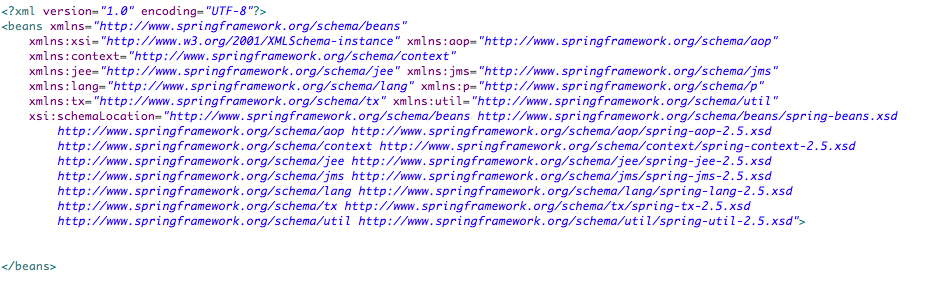 <?xml version="1.0" encoding="UTF-8"?>
<beans xmlns="http://www.springframework.org/schema/beans"
xmlns:xsi="http://www.w3.org/2001/XMLSchema-instance" xmlns:aop="http://www.springframework.org/schema/aop"
xmlns:context="http://www.springframework.org/schema/context"
xmlns:jee="http://www.springframework.org/schema/jee" xmlns:jms="http://www.springframework.org/schema/jms"
xmlns:lang="http://www.springframework.org/schema/lang" xmlns:p="http://www.springframework.org/schema/p"
xmlns:tx="http://www.springframework.org/schema/tx" xmlns:util="http://www.springframework.org/schema/util"
xsi:schemaLocation="http://www.springframework.org/schema/beans http://www.springframework.org/schema/beans/spring-beans.xsd
http://www.springframework.org/schema/aop http://www.springframework.org/schema/aop/spring-aop-2.5.xsd
http://www.springframework.org/schema/context http://www.springframework.org/schema/context/spring-context-2.5.xsd
http://www.springframework.org/schema/jee http://www.springframework.org/schema/jee/spring-jee-2.5.xsd
http://www.springframework.org/schema/jms http://www.springframework.org/schema/jms/spring-jms-2.5.xsd
http://www.springframework.org/schema/lang http://www.springframework.org/schema/lang/spring-lang-2.5.xsd
http://www.springframework.org/schema/tx http://www.springframework.org/schema/tx/spring-tx-2.5.xsd
http://www.springframework.org/schema/util http://www.springframework.org/schema/util/spring-util-2.5.xsd">
</beans>